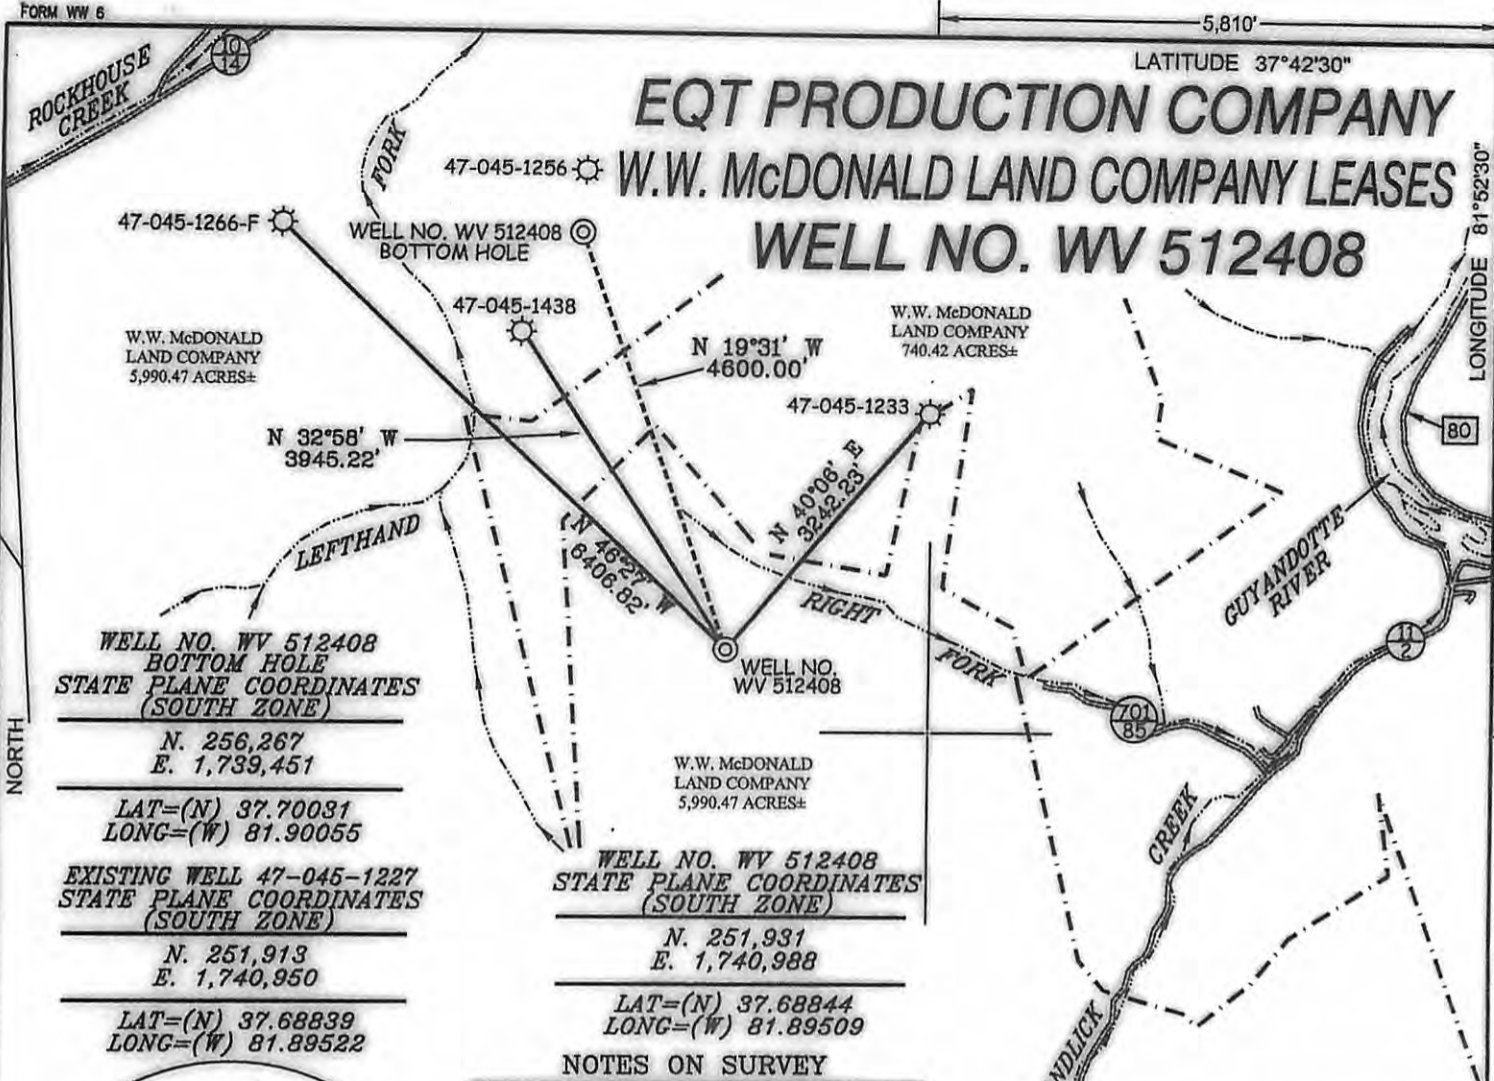 FORM WW 6
5,810'
LATITUDE 37°42'30"
EQT PRODUCTION COMPANY
W.W. McDONALD LAND COMPANY LEASES
WELL NO. WV 512408
LONGITUDE 81°52'30"
ROCKHOUSE
CREEK
10
14
FORK
47-045-1256
47-045-1266-F
WELL NO. WV 512408
BOTTOM HOLE
47-045-1438
W.W. McDONALD
LAND COMPANY
5,990.47 ACRES±
N 19°31' W
4600.00'
W.W. McDONALD
LAND COMPANY
740.42 ACRES±
47-045-1233
80
N 32°58' W
3945.22'
N 40°06' E
3242.23'
N 46°27' W
6406.82'
LEFTHAND
GUYANDOTTE
RIVER
RIGHT
FORK
11
2
WELL NO.
WV 512408
701
85
NORTH
WELL NO. WV 512408
BOTTOM HOLE
STATE PLANE COORDINATES
(SOUTH ZONE)
N. 256,267
E. 1,739,451
LAT=(N) 37.70031
LONG=(W) 81.90055
EXISTING WELL 47-045-1227
STATE PLANE COORDINATES
(SOUTH ZONE)
N. 251,913
E. 1,740,950
LAT=(N) 37.68839
LONG=(W) 81.89522
W.W. McDONALD
LAND COMPANY
5,990.47 ACRES±
WELL NO. WV 512408
STATE PLANE COORDINATES
(SOUTH ZONE)
N. 251,931
E. 1,740,988
LAT=(N) 37.68844
LONG=(W) 81.89509
CREEK
NDLICK
NOTES ON SURVEY